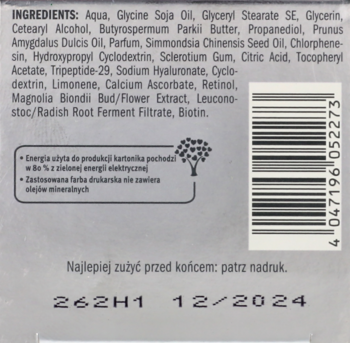 INGREDIENTS: Aqua, Glycine Soja Oil, Glyceryl Stearate SE, Glycerin,
Cetearyl Alcohol, Butyrospermum Parkii Butter, Propanediol, Prunus
Amygdalus Dulcis Oil, Parfum, Simmondsia Chinensis Seed Oil, Chlorphene-
sin, Hydroxypropyl Cyclodextrin, Sclerotium Gum, Citric Acid, Tocopheryl
Acetate, Tripeptide-29, Sodium Hyaluronate, Cyclo-
dextrin, Limonene, Calcium Ascorbate, Retinol,
Magnolia Biondii Bud/Flower Extract, Leucono-
stoc/Radish Root Ferment Filtrate, Biotin.
• Energia użyta do produkcji kartonika pochodzi
w 80 % z zielonej energii elektrycznej
• Zastosowana farba drukarska nie zawiera
olejów mineralnych
4 047196 052273
Najlepiej zużyć przed końcem: patrz nadruk.
262H1 12/2024